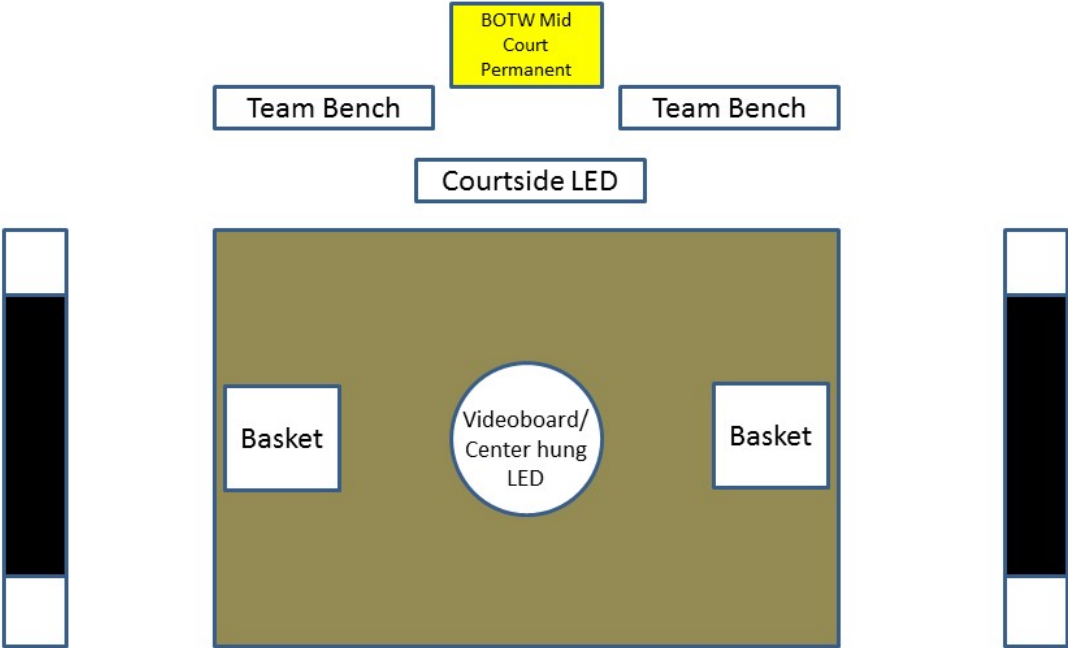 BOTW Mid
Court
Permanent
Team Bench
Team Bench
Courtside LED
Basket
Videoboard/
Center hung
LED
Basket